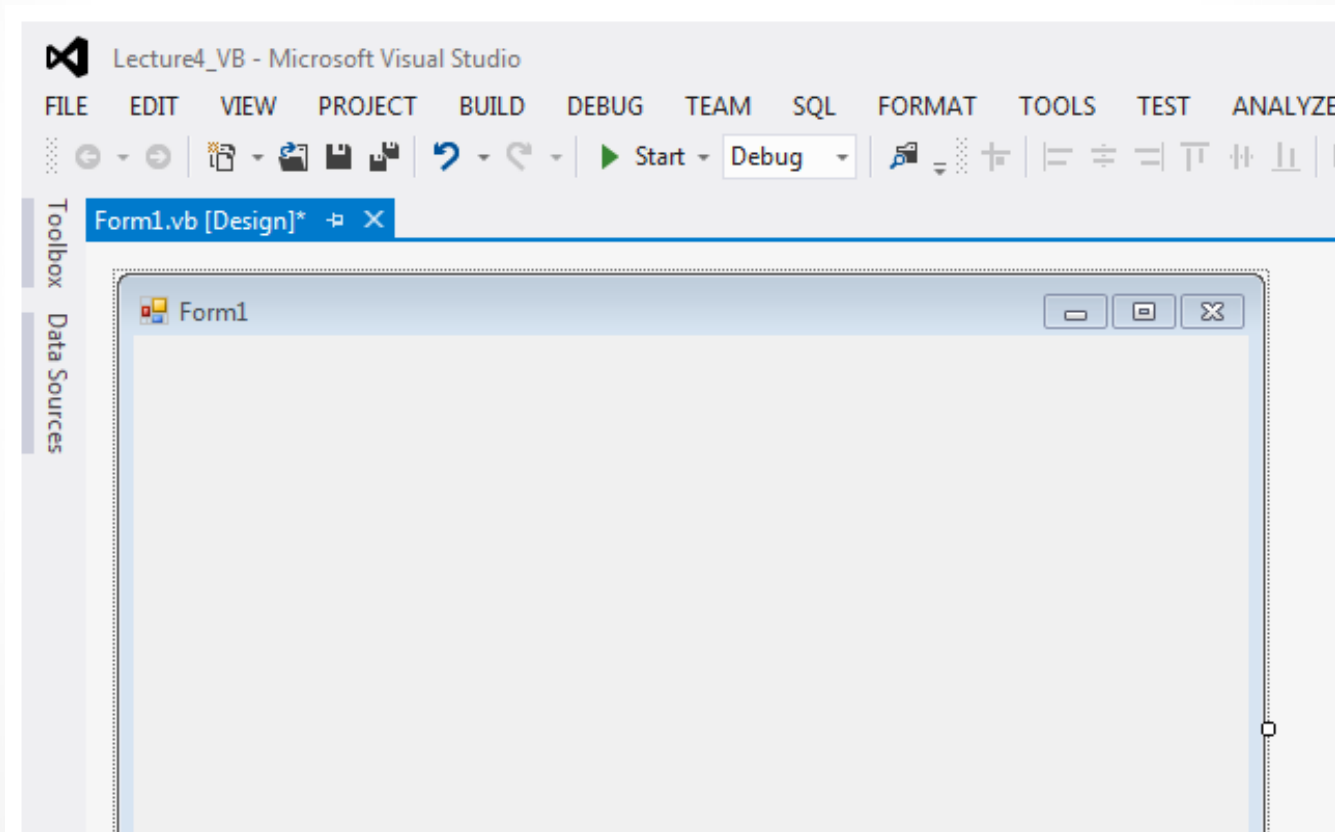 Lecture4_VB - Microsoft Visual Studio
FILE EDIT VIEW PROJECT BUILD DEBUG TEAM SQL FORMAT TOOLS TEST ANALYZE
Start Debug
Toolbox
Data Sources
Form1.vb [Design]*
Form1